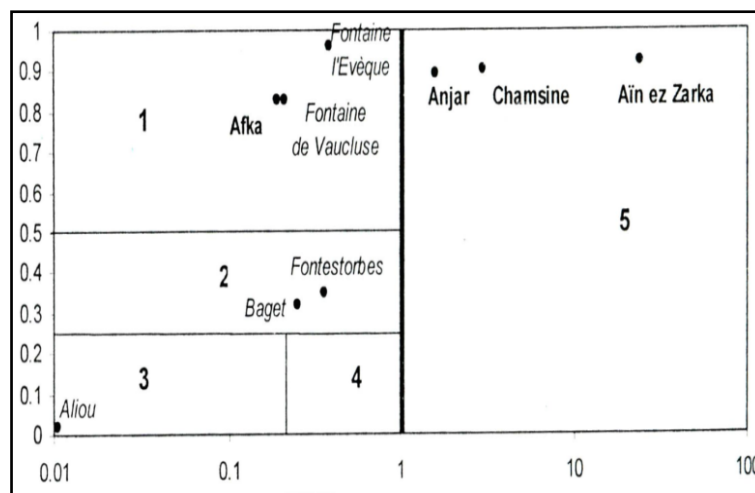 1
Fontaine
l'Evèque
0.9
Anjar
Chamsine
Aïn ez Zarka
0.8
1
Afka
Fontaine
de Vaucluse
0.7
0.6
0.5
5
0.4
2
Fontestorbes
0.3
Baget
0.2
3
4
0.1
Aliou
0
0.01
0.1
1
10
100